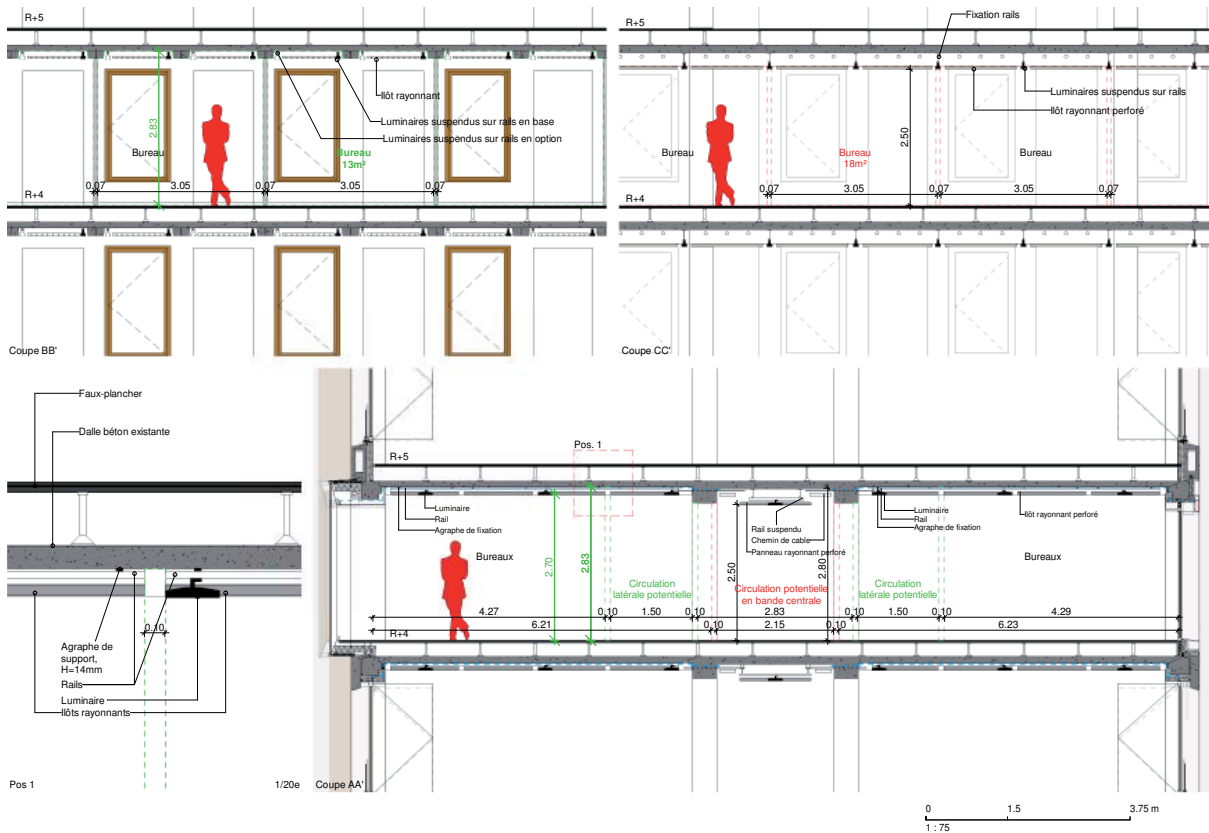 R+5
Ilôt rayonnant
Luminaires suspendus sur rails en base
Luminaires suspendus sur rails en option
2.83
Bureau
Bureau
13m²
0.07
3.05
0.07
3.05
0.07
R+4
Coupe BB'
R+5
Fixation rails
Luminaires suspendus sur rails
Ilôt rayonnant perforé
2.50
Bureau
Bureau
18m²
Bureau
0.07
3.05
0.07
3.05
0.07
R+4
Coupe CC'
Faux-plancher
Dalle béton existante
0.10
Agraphe de
support,
H=14mm
Rails
Luminaire
Ilôts rayonnants
Pos 1
1/20e
Pos. 1
R+5
Luminaire
Rail
Agraphe de fixation
Rail suspendu
Chemin de cable
Panneau rayonnant perforé
Luminaire
Rail
Agraphe de fixation
Ilôt rayonnant perforé
Bureaux
2.70
2.83
2.50
2.80
Bureaux
Circulation
latérale potentielle
Circulation potentielle
en bande centrale
Circulation
latérale potentielle
4.27
0.10
1.50
0.10
2.83
0.10
1.50
0.10
4.29
6.21
0.10
2.15
0.10
6.23
R+4
Coupe AA'
0
1.5
3.75 m
1 : 75